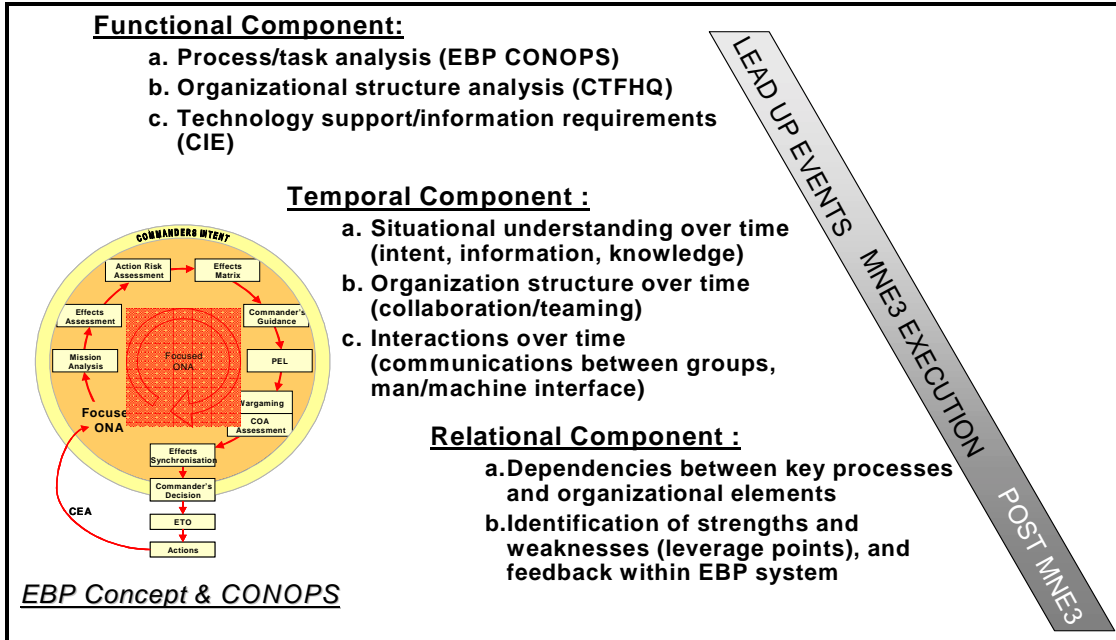 Functional Component:
a. Process/task analysis (EBP CONOPS)
b. Organizational structure analysis (CTFHQ)
c. Technology support/information requirements
(CIE)
LEAD UP EVENTS MNE3 EXECUTION POST MNE3
Temporal Component :
a. Situational understanding over time
(intent, information, knowledge)
b. Organization structure over time
(collaboration/teaming)
c. Interactions over time
(communications between groups,
man/machine interface)
Relational Component :
a.Dependencies between key processes
and organizational elements
b.Identification of strengths and
weaknesses (leverage points), and
feedback within EBP system
COMMANDERS INTENT
Action Risk
Assessment
Effects
Matrix
Effects
Assessment
Commander's
Guidance
Mission
Analysis
Focused
ONA
PEL
Wargaming
COA
Assessment
Focuse
ONA
Effects
Synchronisation
Commander's
Decision
CEA
ETO
Actions
EBP Concept & CONOPS